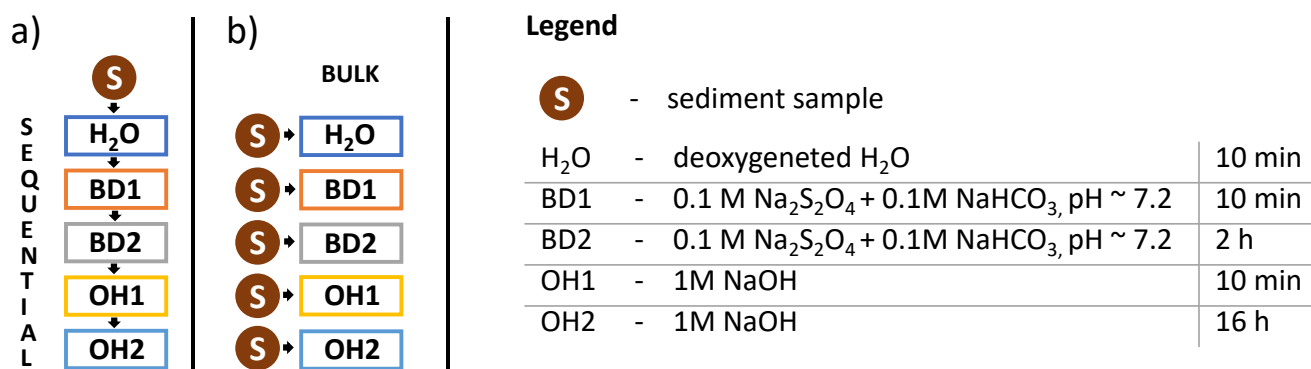 a)
S
H₂O
BD1
BD2
OH1
OH2
SEQUENTIAL
b)
BULK
S H₂O
S BD1
S BD2
S OH1
S OH2
Legend
S - sediment sample
H₂O - deoxygeneted H₂O 10 min
BD1 - 0.1 M Na₂S₂O₄ + 0.1M NaHCO₃, pH ~ 7.2 10 min
BD2 - 0.1 M Na₂S₂O₄ + 0.1M NaHCO₃, pH ~ 7.2 2 h
OH1 - 1M NaOH 10 min
OH2 - 1M NaOH 16 h